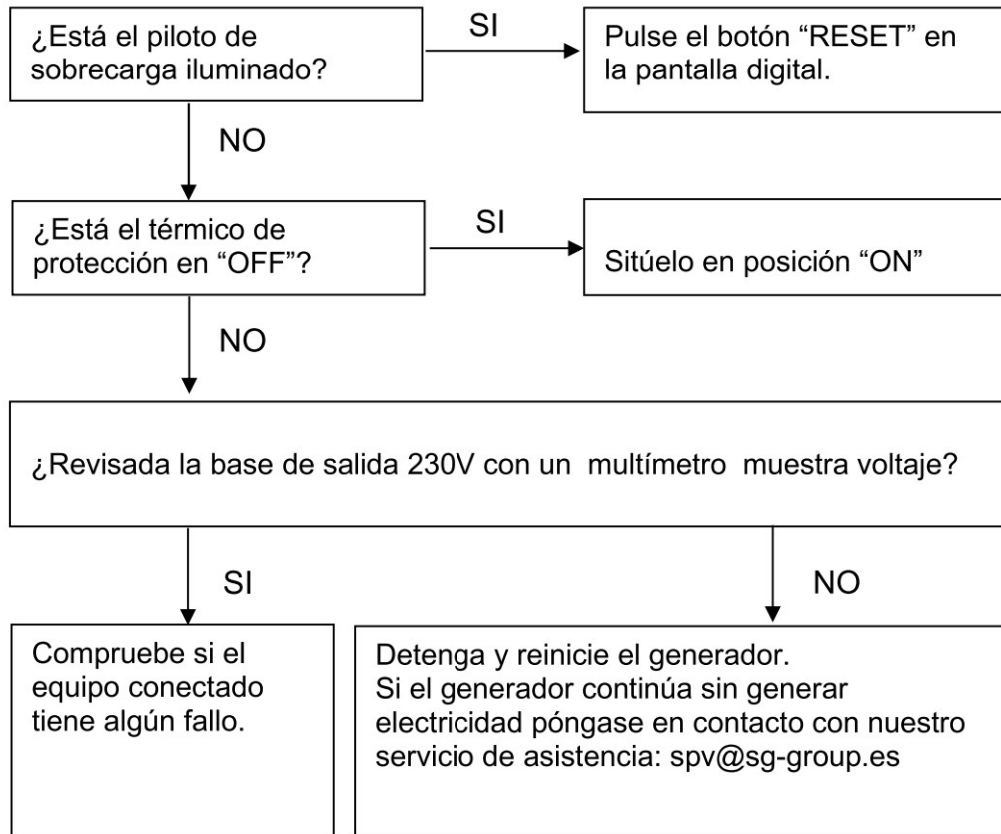 ¿Está el piloto de
sobrecarga iluminado?
SI
Pulse el botón “RESET” en
la pantalla digital.
NO
¿Está el térmico de
protección en “OFF”?
SI
Sitúelo en posición “ON”
NO
¿Revisada la base de salida 230V con un multímetro muestra voltaje?
SI
NO
Compruebe si el
equipo conectado
tiene algún fallo.
Detenga y reinicie el generador.
Si el generador continúa sin generar
electricidad póngase en contacto con nuestro
servicio de asistencia: spv@sg-group.es